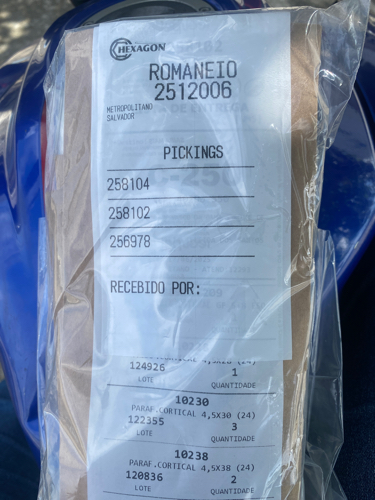 HEXAGON
ROMANEIO
2512006
METROPOLITANO
SALVADOR
PICKINGS
258104
258102
256978
RECEBIDO POR:
124926 1
LOTE QUANTIDADE
10230
PARAF.CORTICAL 4,5X30 (24)
122355 3
LOTE QUANTIDADE
10238
PARAF.CORTICAL 4,5X38 (24)
120836 2
LOTE QUANTIDADE